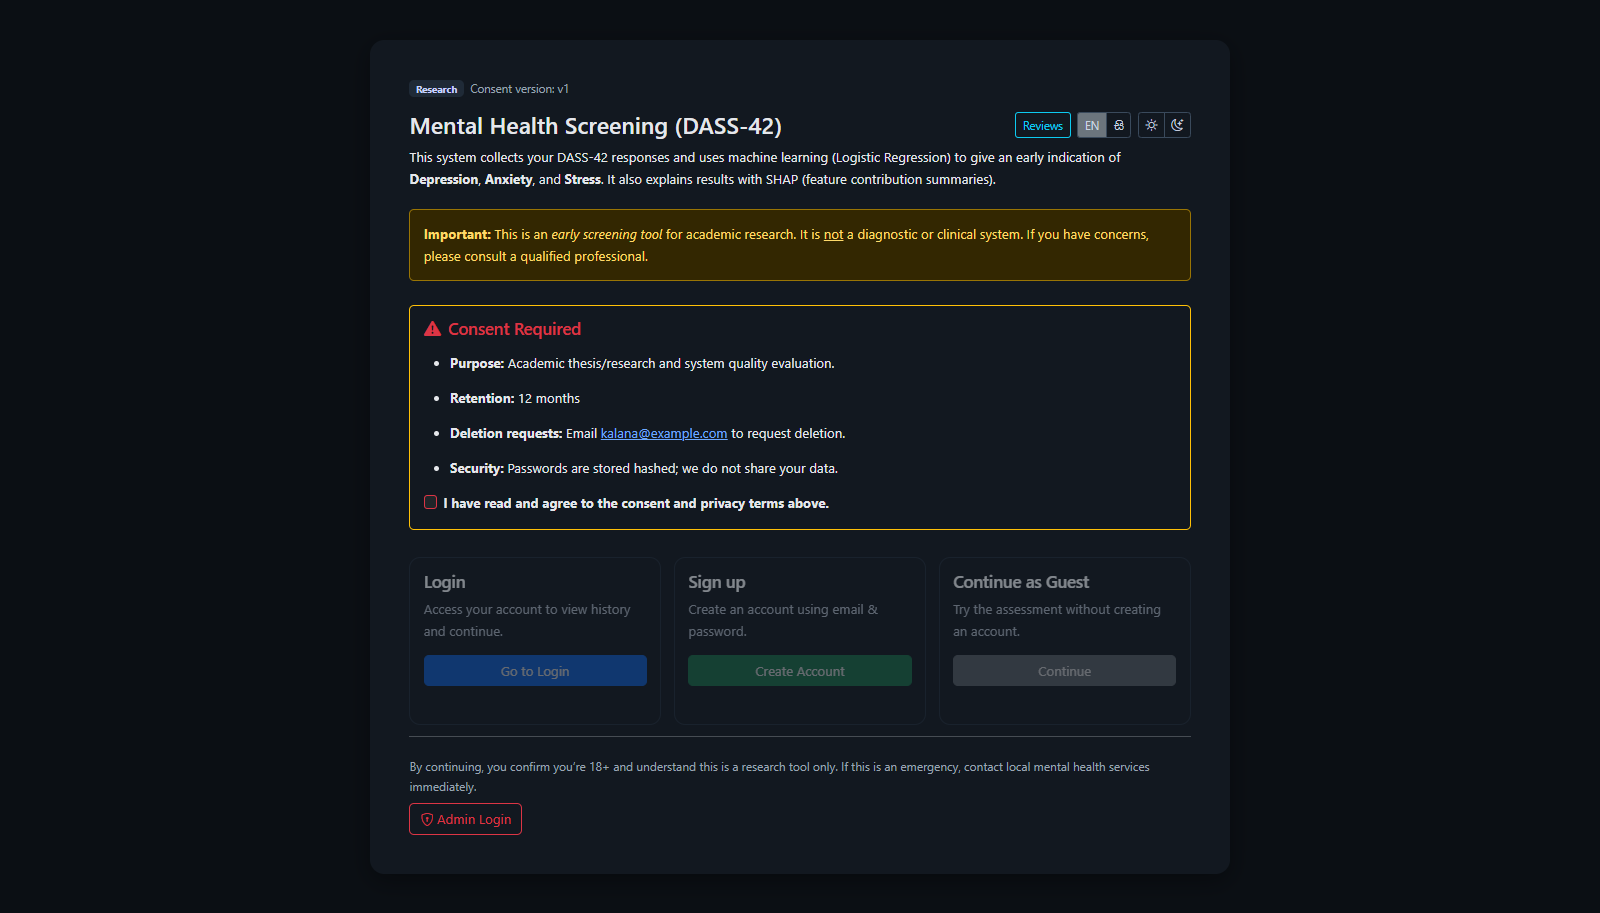 Research Consent version: v1
Mental Health Screening (DASS-42)
Reviews EN සිං
This system collects your DASS-42 responses and uses machine learning (Logistic Regression) to give an early indication of
Depression, Anxiety, and Stress. It also explains results with SHAP (feature contribution summaries).
Important: This is an early screening tool for academic research. It is not a diagnostic or clinical system. If you have concerns,
please consult a qualified professional.
Consent Required
Purpose: Academic thesis/research and system quality evaluation.
Retention: 12 months
Deletion requests: Email kalana@example.com to request deletion.
Security: Passwords are stored hashed; we do not share your data.
I have read and agree to the consent and privacy terms above.
Login
Access your account to view history
and continue.
Go to Login
Sign up
Create an account using email &
password.
Create Account
Continue as Guest
Try the assessment without creating
an account.
Continue
By continuing, you confirm you're 18+ and understand this is a research tool only. If this is an emergency, contact local mental health services
immediately.
Admin Login